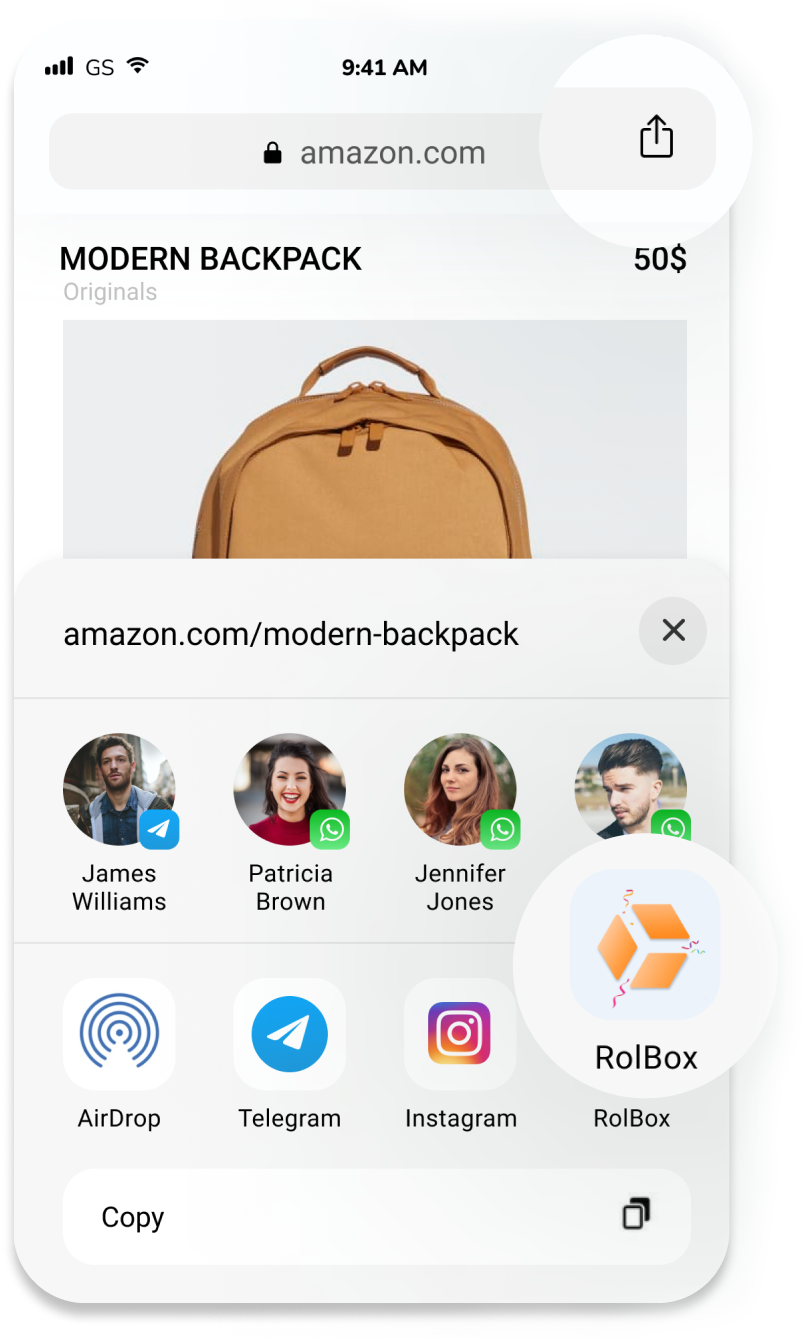 GS
9:41 AM
amazon.com
MODERN BACKPACK
50$
Originals
amazon.com/modern-backpack
James
Williams
Patricia
Brown
Jennifer
Jones
RolBox
AirDrop
Telegram
Instagram
RolBox
Copy